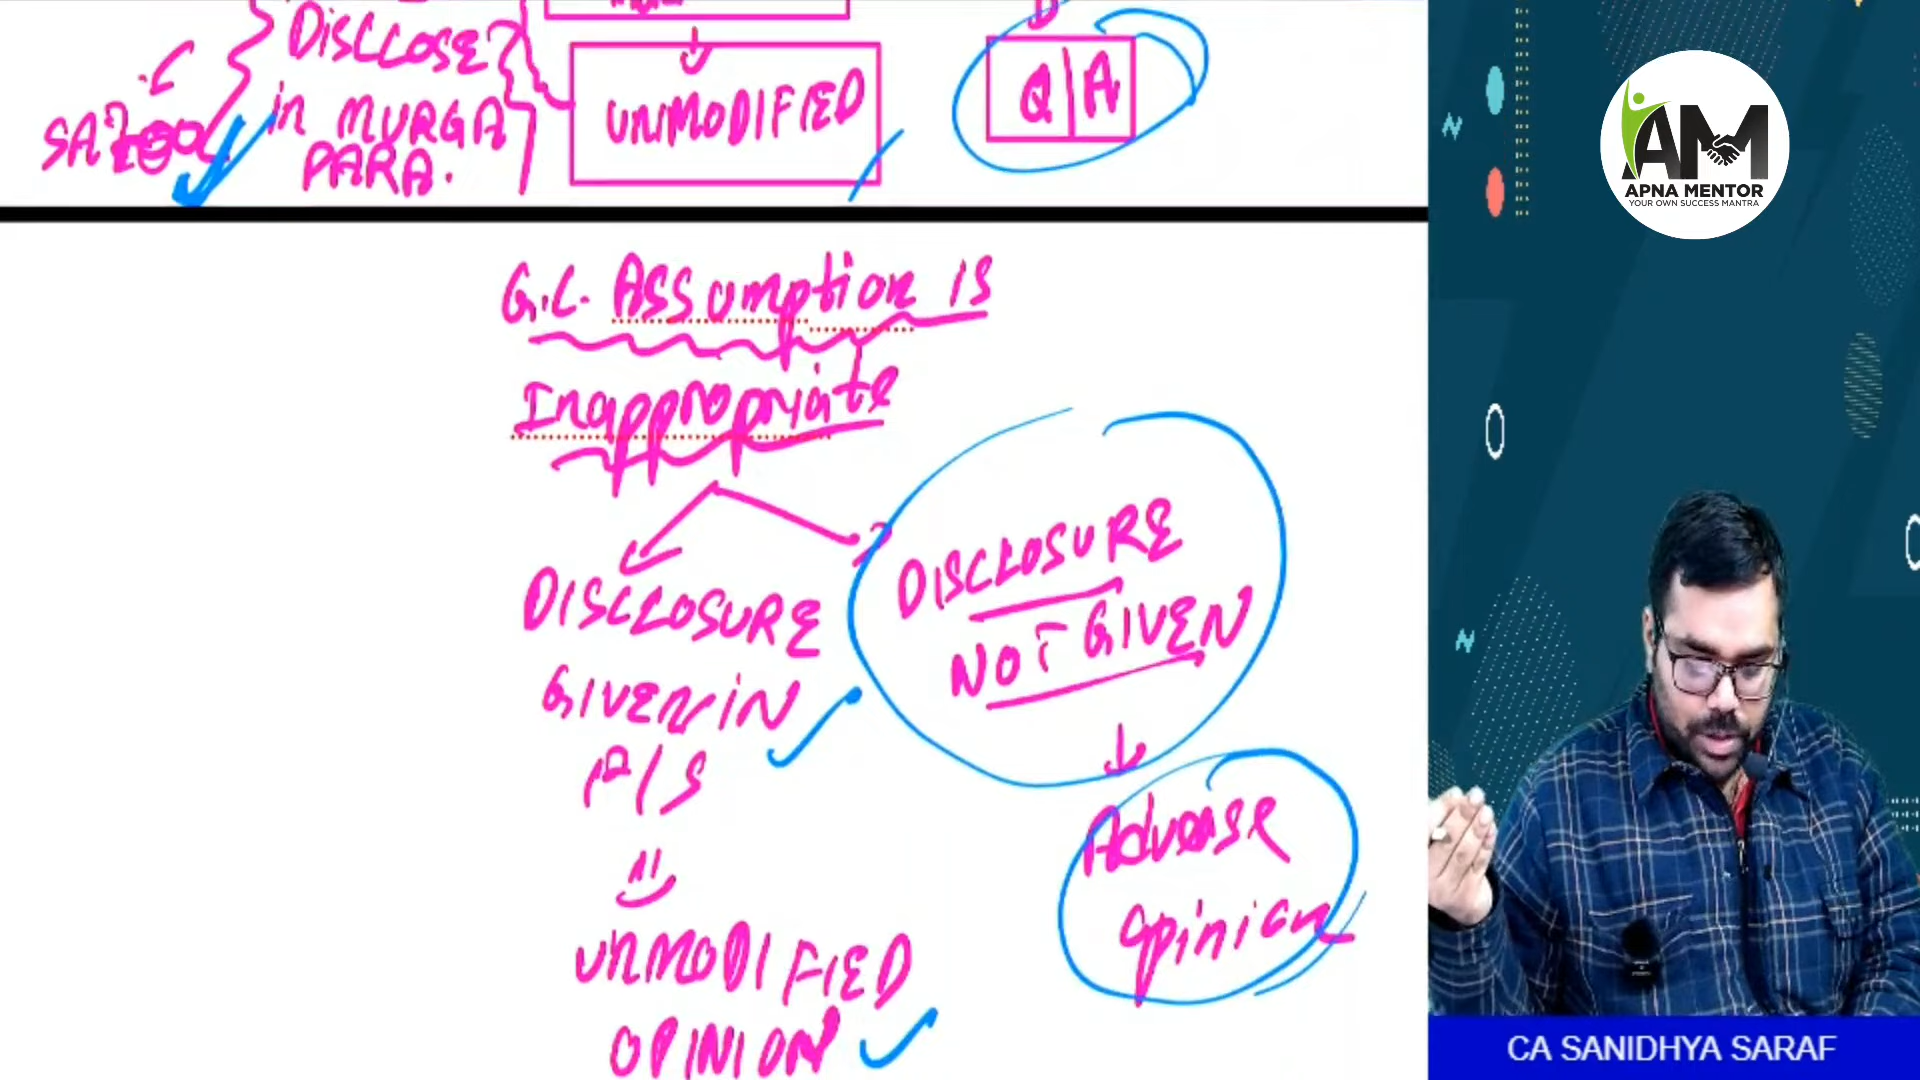 DISCLOSE
in MURGA
PARA.
UNMODIFIED
Q | A
G.C. Assumption is
Inappropriate
DISCLOSURE
GIVEN IN
F/S
UNMODIFIED
OPINION
DISCLOSURE
NOT GIVEN
Adverse
opinion
AM
APNA MENTOR
YOUR OWN SUCCESS MANTRA
CA SANIDHYA SARAF